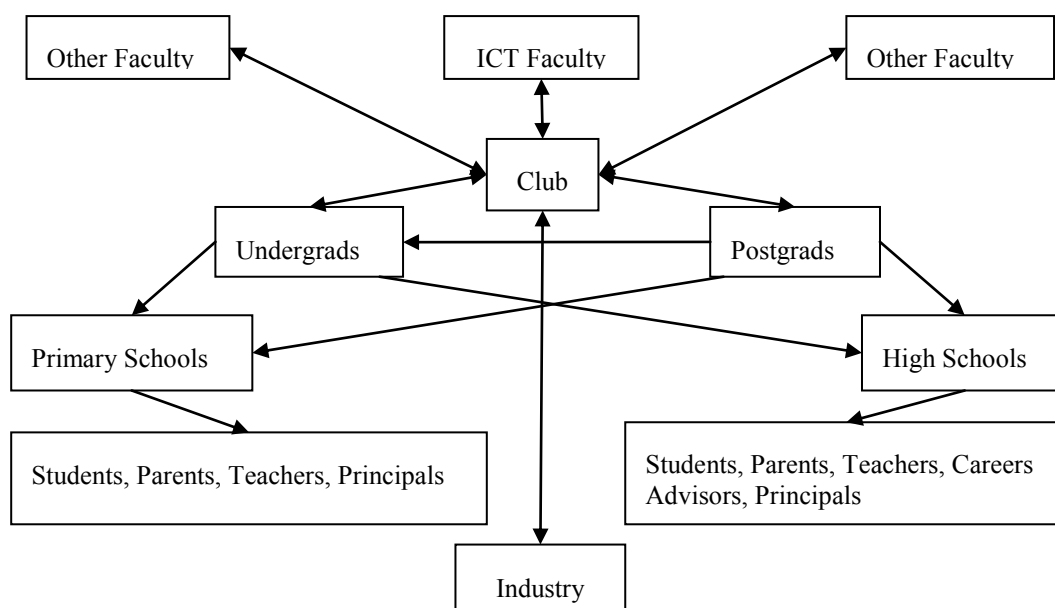 Other Faculty
ICT Faculty
Other Faculty
Club
Undergrads
Postgrads
Primary Schools
High Schools
Students, Parents, Teachers, Principals
Students, Parents, Teachers, Careers
Advisors, Principals
Industry